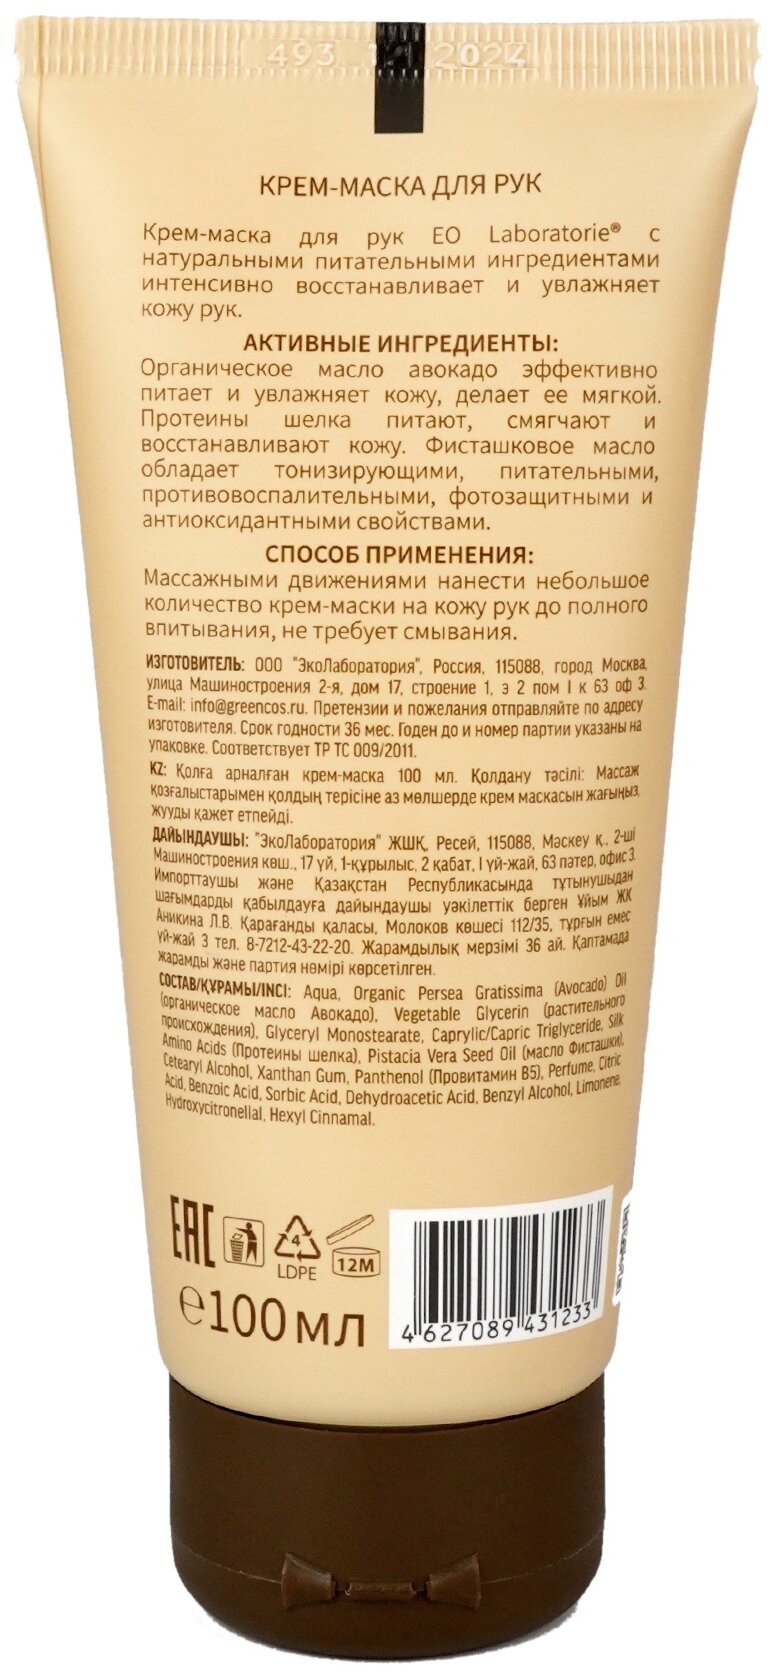 493 2024
КРЕМ-МАСКА ДЛЯ РУК
Крем-маска для рук EO Laboratorie® с
натуральными питательными ингредиентами
интенсивно восстанавливает и увлажняет
кожу рук.
АКТИВНЫЕ ИНГРЕДИЕНТЫ:
Органическое масло авокадо эффективно
питает и увлажняет кожу, делает ее мягкой.
Протеины шелка питают, смягчают и
восстанавливают кожу. Фисташковое масло
обладает тонизирующими, питательными,
противовоспалительными, фотозащитными и
антиоксидантными свойствами.
СПОСОБ ПРИМЕНЕНИЯ:
Массажными движениями нанести небольшое
количество крем-маски на кожу рук до полного
впитывания, не требует смывания.
ИЗГОТОВИТЕЛЬ: ООО "ЭкоЛаборатория", Россия, 115088, город Москва,
улица Машиностроения 2-я, дом 17, строение 1, э 2 пом I к 63 оф 3.
E-mail: info@greencos.ru. Претензии и пожелания отправляйте по адресу
изготовителя. Срок годности 36 мес. Годен до и номер партии указаны на
упаковке. Соответствует ТР ТС 009/2011.
KZ: Қолға арналған крем-маска 100 мл. Қолдану тәсілі: Массаж
қозғалыстарымен қолдың терісіне аз мөлшерде крем маскасын жағыңыз,
жууды қажет етпейді.
ДАЙЫНДАУШЫ: "ЭкоЛаборатория" ЖШҚ, Ресей, 115088, Мәскеу қ., 2-ші
Машиностроения көш., 17 үй, 1-құрылыс, 2 қабат, I үй-жай, 63 пәтер, офис 3.
Импорттаушы және Қазақстан Республикасында тұтынушыдан
шағымдарды қабылдауға дайындаушы уәкілеттік берген Ұйым ЖК
Аникина Л.В. Қарағанды қаласы, Молоков көшесі 112/35, тұрғын емес
үй-жай 3 тел. 8-7212-43-22-20. Жарамдылық мерзімі 36 ай. Қаптамада
жарамды және партия нөмірі көрсетілген.
СОСТАВ/ҚҰРАМЫ/INCI: Aqua, Organic Persea Gratissima (Avocado) Oil
(органическое масло Авокадо), Vegetable Glycerin (растительного
происхождения), Glyceryl Monostearate, Caprylic/Capric Triglyceride, Silk
Amino Acids (Протеины шелка), Pistacia Vera Seed Oil (масло Фисташки),
Cetearyl Alcohol, Xanthan Gum, Panthenol (Провитамин B5), Perfume, Citric
Acid, Benzoic Acid, Sorbic Acid, Dehydroacetic Acid, Benzyl Alcohol, Limonene,
Hydroxycitronellal, Hexyl Cinnamal.
EAC
4
LDPE
12M
℮100 мл
4 627089 431233